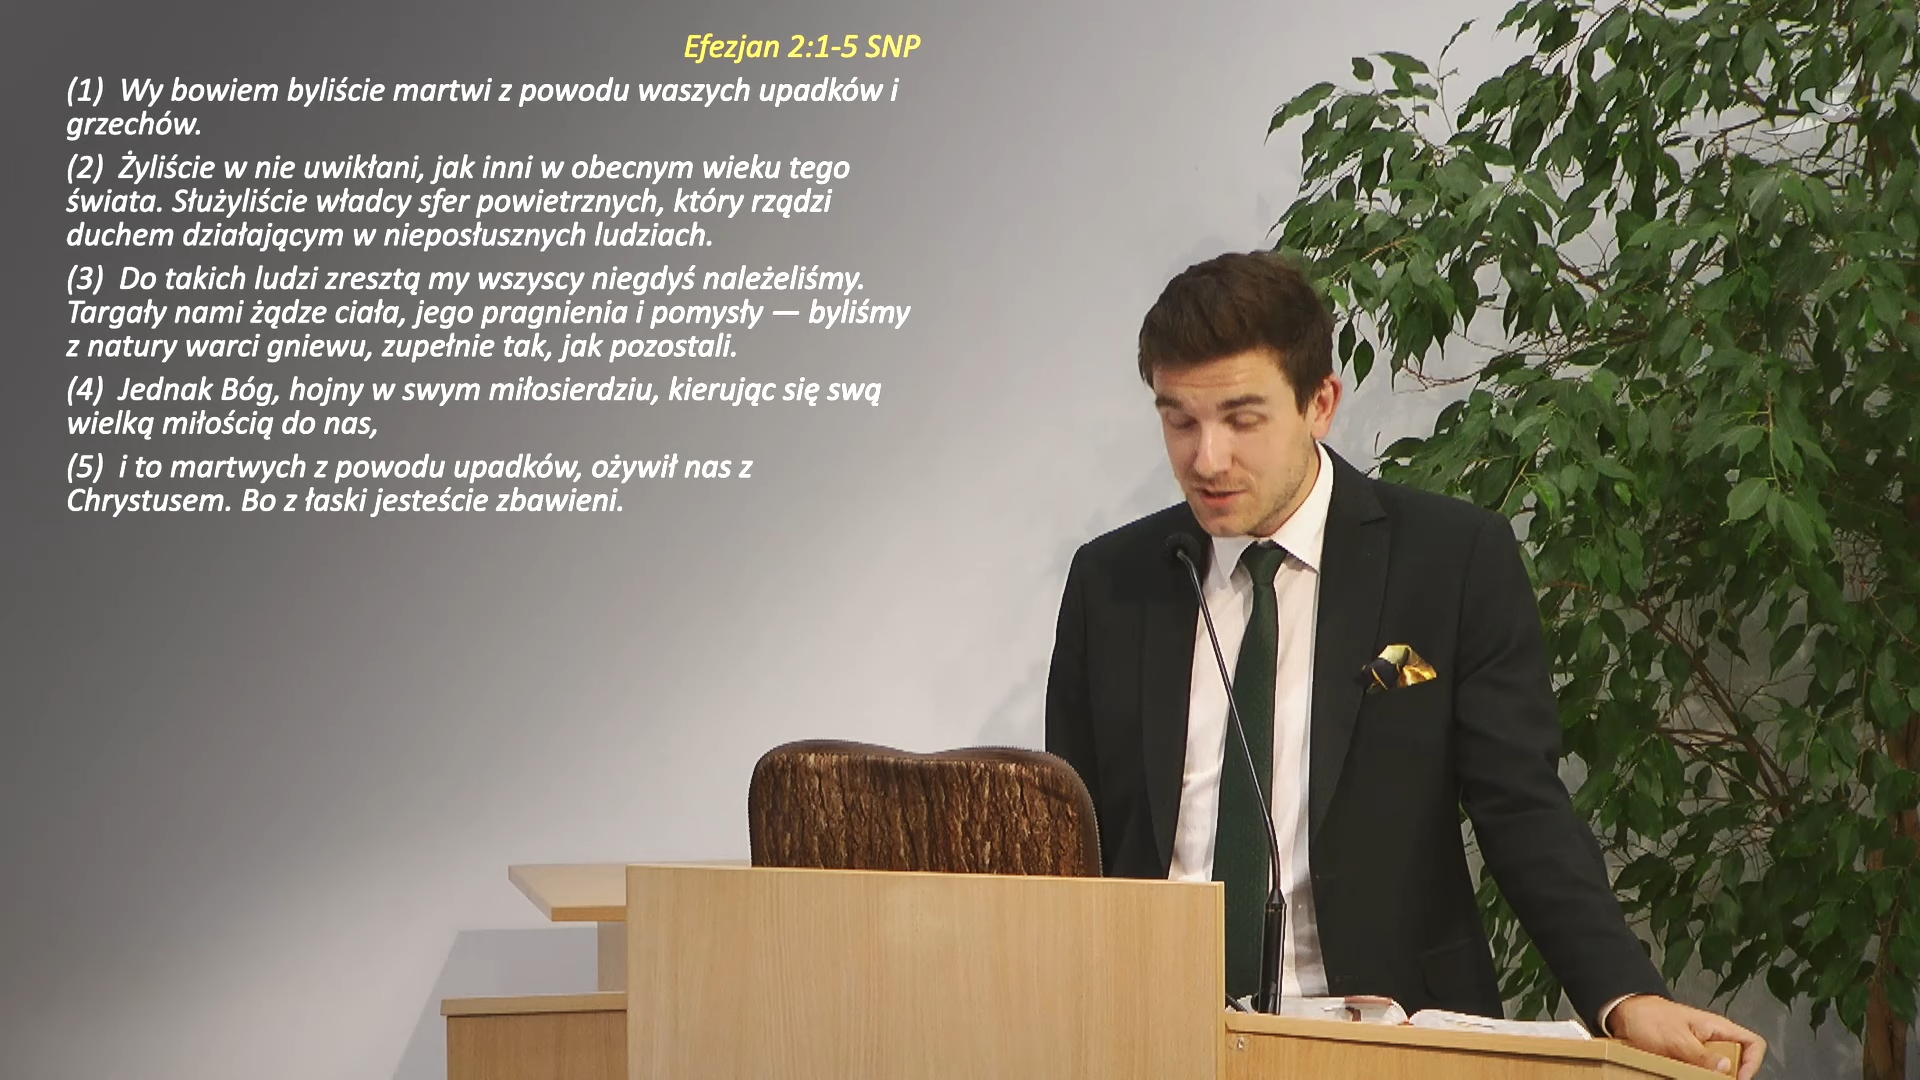 Efezjan 2:1-5 SNP
(1) Wy bowiem byliście martwi z powodu waszych upadków i
grzechów.
(2) Żyliście w nie uwikłani, jak inni w obecnym wieku tego
świata. Służyliście władcy sfer powietrznych, który rządzi
duchem działającym w nieposłusznych ludziach.
(3) Do takich ludzi zresztą my wszyscy niegdyś należeliśmy.
Targały nami żądze ciała, jego pragnienia i pomysły — byliśmy
z natury warci gniewu, zupełnie tak, jak pozostali.
(4) Jednak Bóg, hojny w swym miłosierdziu, kierując się swą
wielką miłością do nas,
(5) i to martwych z powodu upadków, ożywił nas z
Chrystusem. Bo z łaski jesteście zbawieni.